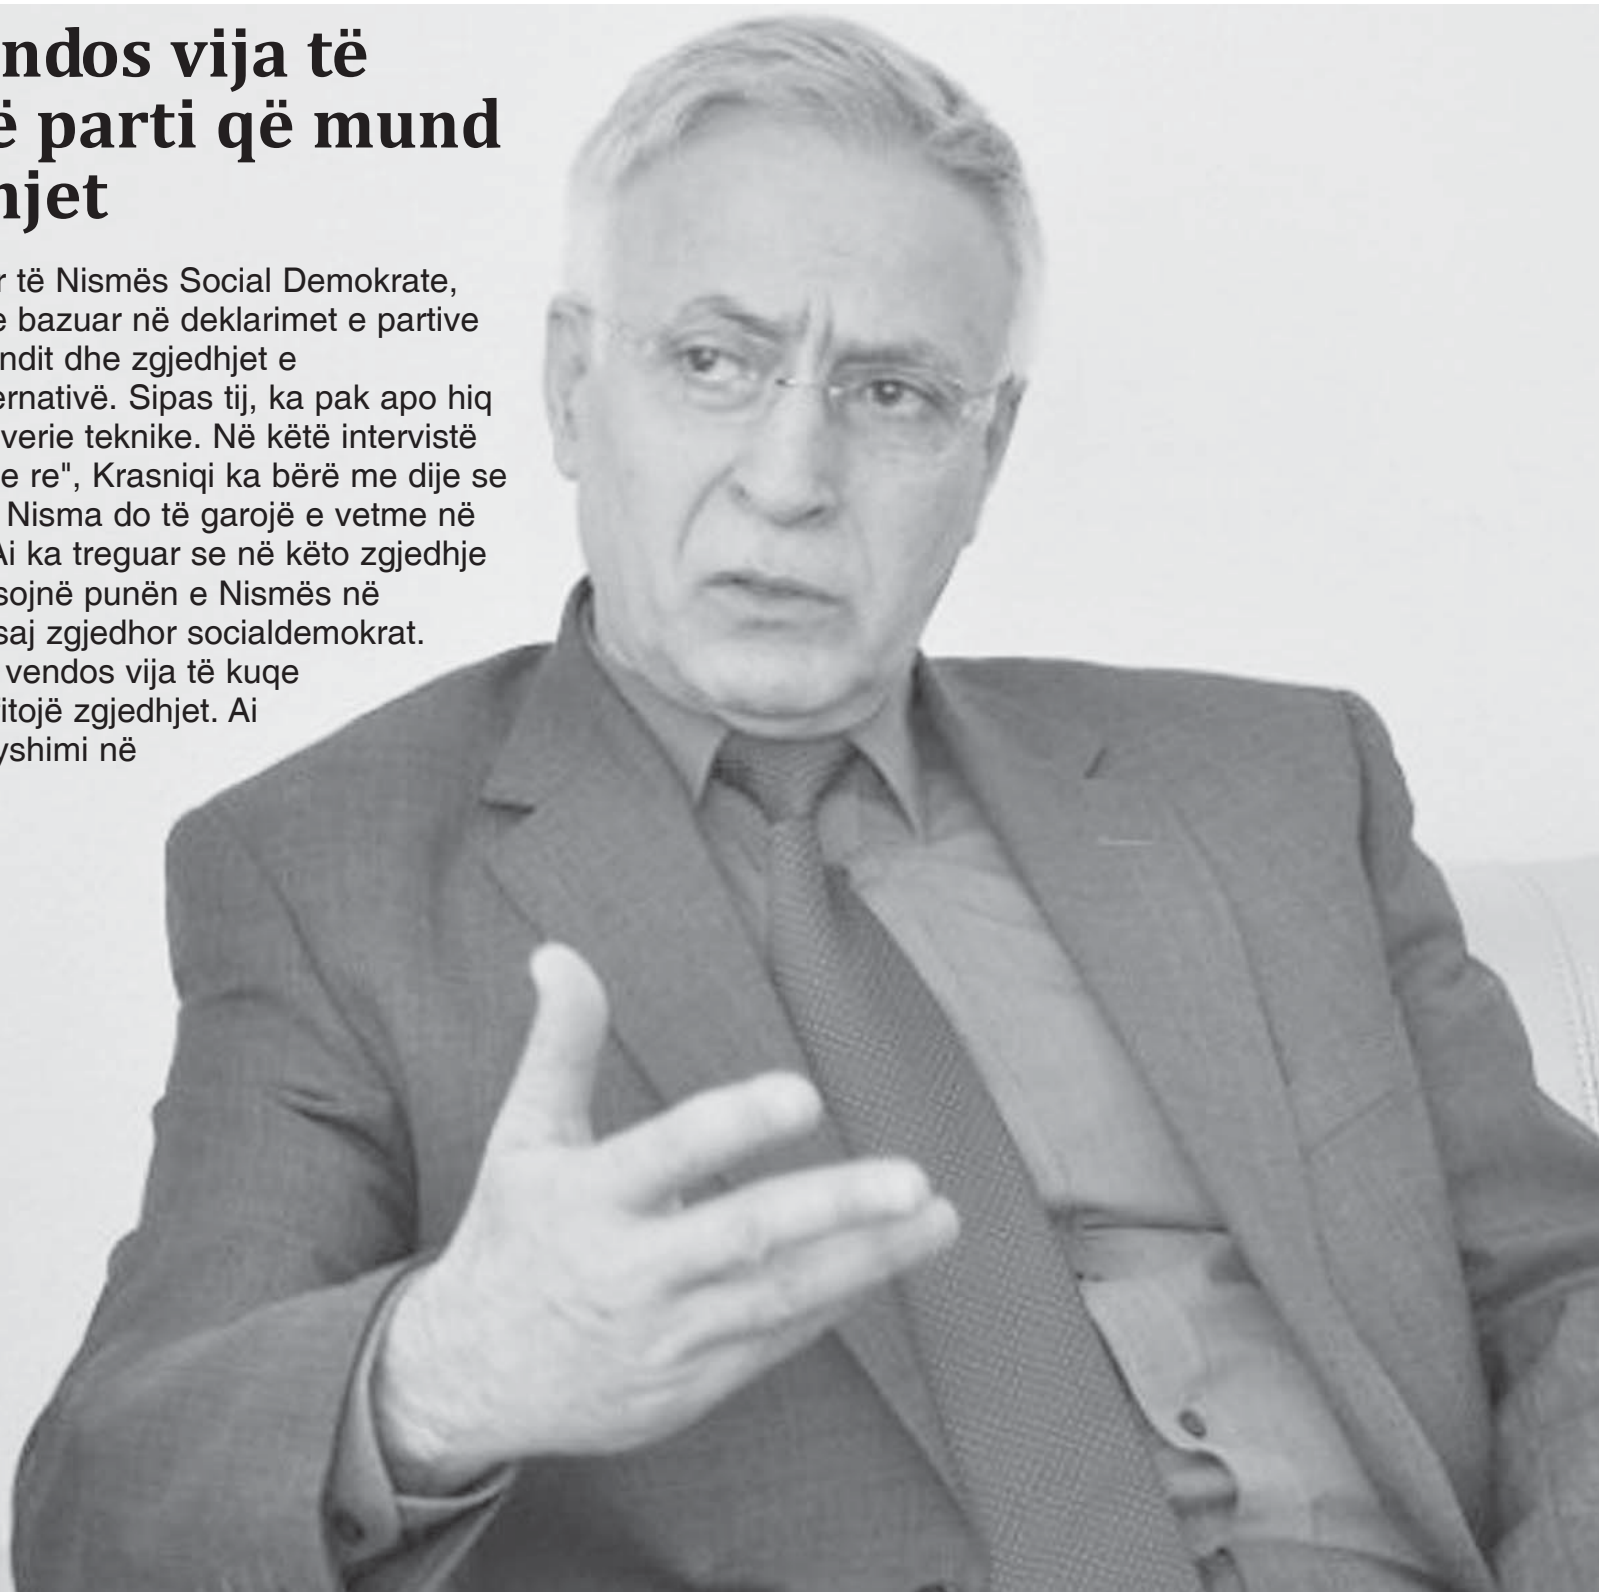 ndos vija të
ë parti që mund
hjet
r të Nismës Social Demokrate,
e bazuar në deklarimet e partive
ndit dhe zgjedhjet e
ernativë. Sipas tij, ka pak apo hiq
verie teknike. Në këtë intervistë
e re", Krasniqi ka bërë me dije se
Nisma do të garojë e vetme në
Ai ka treguar se në këto zgjedhje
sojnë punën e Nismës në
saj zgjedhor socialdemokrat.
vendos vija të kuqe
itojë zgjedhjet. Ai
yshimi në